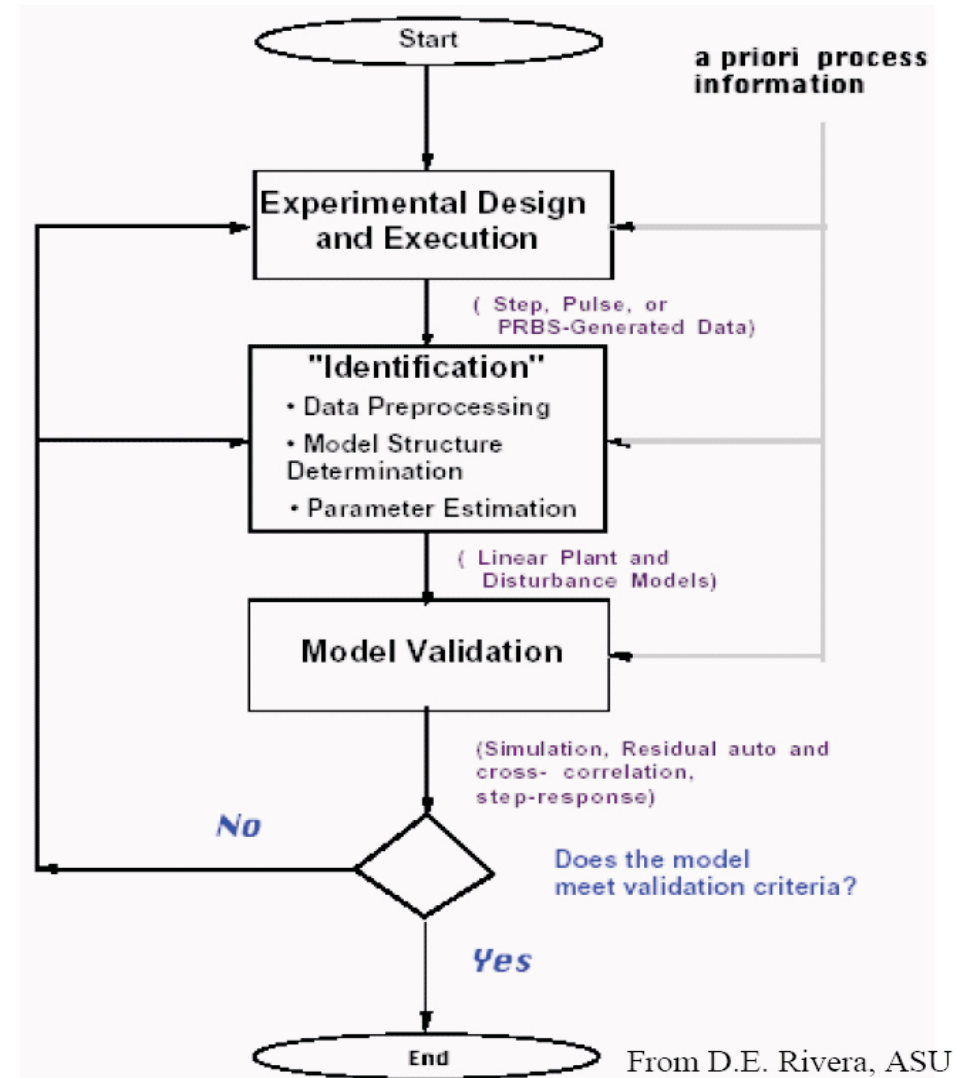 Start
a priori process
information
Experimental Design
and Execution
( Step, Pulse, or
PRBS-Generated Data)
"Identification"
• Data Preprocessing
• Model Structure
Determination
• Parameter Estimation
( Linear Plant and
Disturbance Models)
Model Validation
(Simulation, Residual auto and
cross- correlation,
step-response)
No
Does the model
meet validation criteria?
Yes
End
From D.E. Rivera, ASU